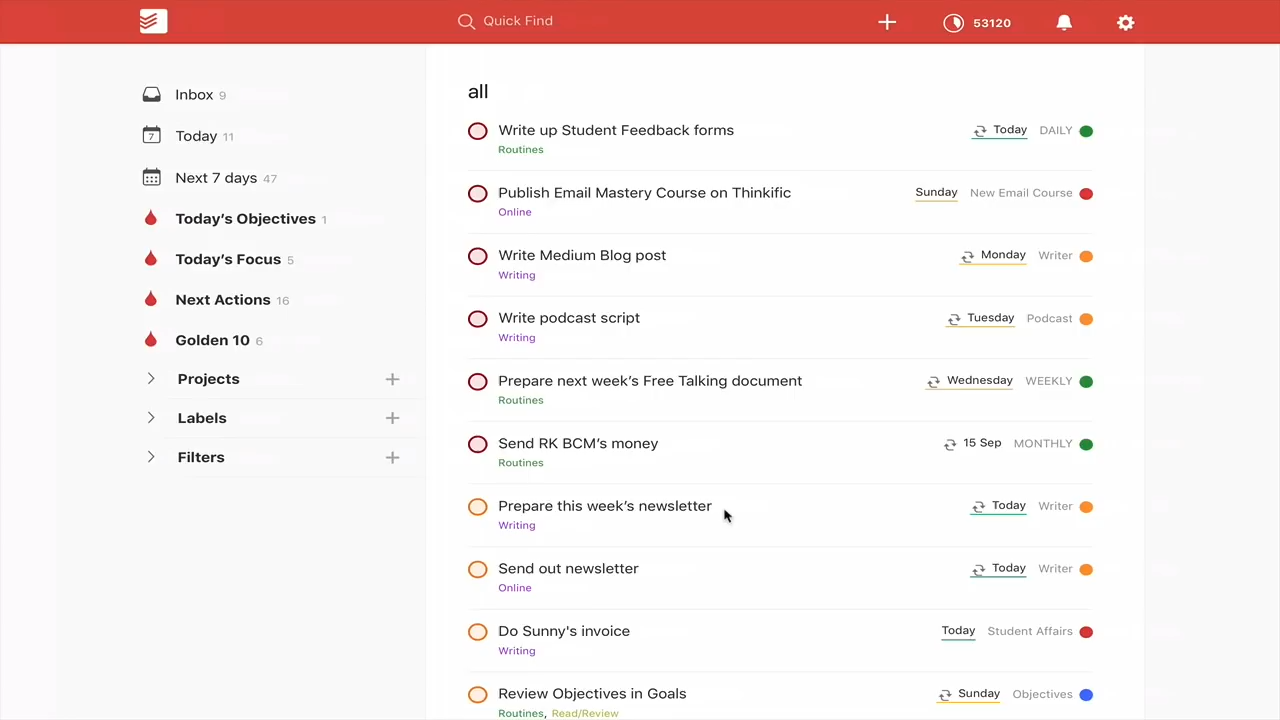 Quick Find
53120
Inbox 9
7 Today 11
Next 7 days 47
Today's Objectives 1
Today's Focus 5
Next Actions 16
Golden 10 6
Projects
Labels
Filters
all
Write up Student Feedback forms Today DAILY
Routines
Publish Email Mastery Course on Thinkific Sunday New Email Course
Online
Write Medium Blog post Monday Writer
Writing
Write podcast script Tuesday Podcast
Writing
Prepare next week's Free Talking document Wednesday WEEKLY
Routines
Send RK BCM's money 15 Sep MONTHLY
Routines
Prepare this week's newsletter Today Writer
Writing
Send out newsletter Today Writer
Online
Do Sunny's invoice Today Student Affairs
Writing
Review Objectives in Goals Sunday Objectives
Routines, Read/Review